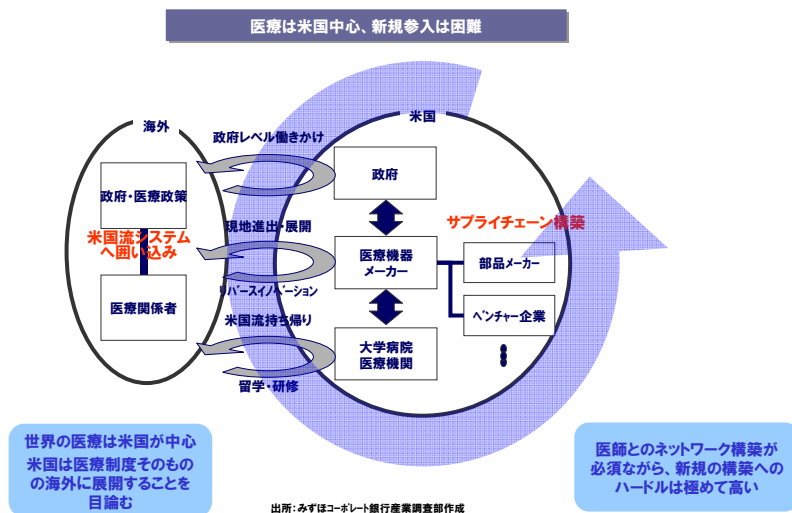 医療は米国中心、新規参入は困難
海外
米国
政府レベル働きかけ
政府・医療政策
政府
米国流システム
へ囲い込み
現地進出・展開
サプライチェーン構築
医療機器
メーカー
部品メーカー
リバースイノベーション
医療関係者
ベンチャー企業
米国流持ち帰り
大学病院
医療機関
留学・研修
世界の医療は米国が中心
米国は医療制度そのもの
の海外に展開することを
目論む
医師とのネットワーク構築が
必須ながら、新規の構築への
ハードルは極めて高い
出所：みずほコーポレート銀行産業調査部作成